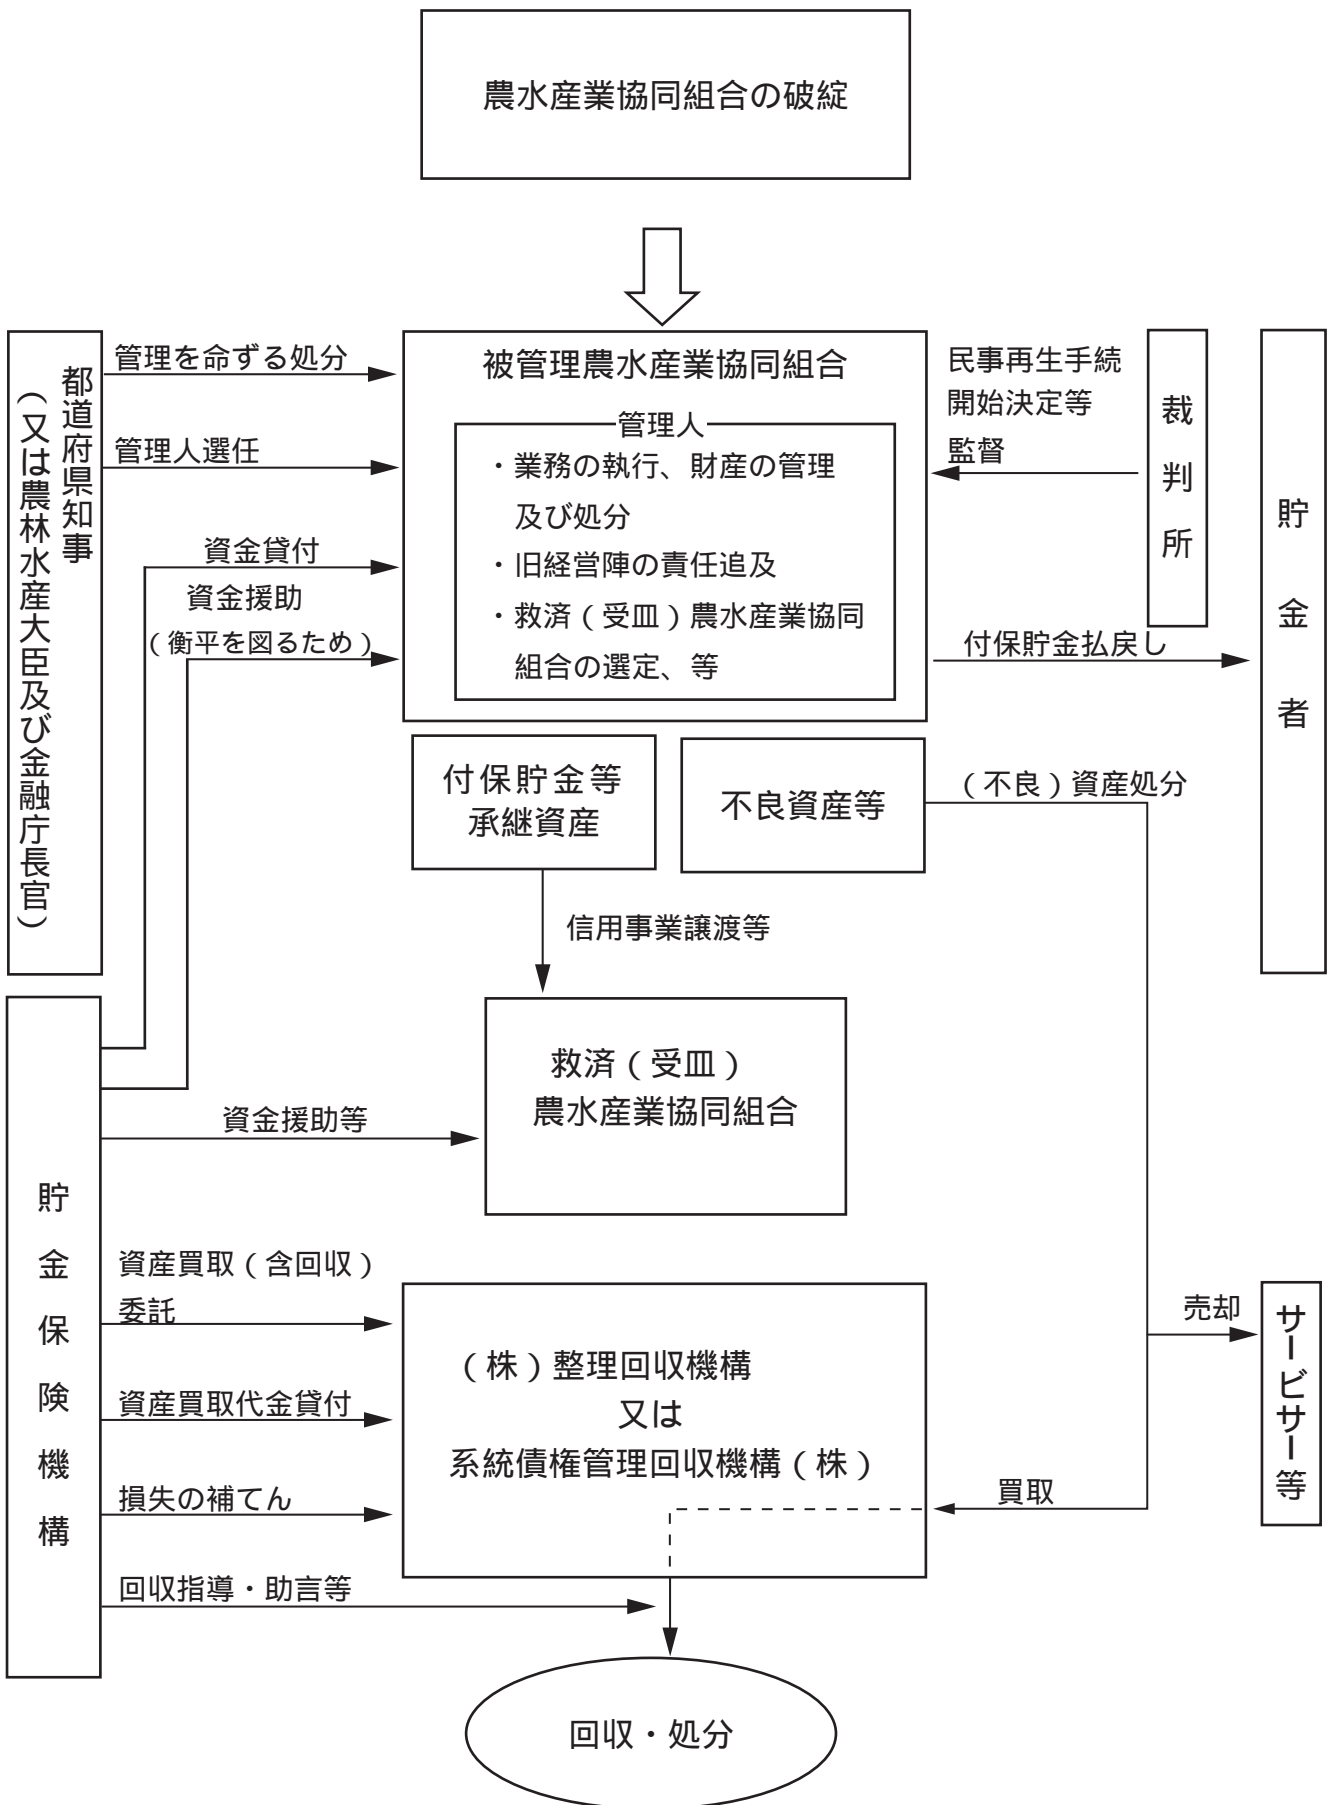 農水産業協同組合の破綻
都道府県知事
（又は農林水産大臣及び金融庁長官）
管理を命ずる処分
管理人選任
資金貸付
資金援助
（衡平を図るため）
被管理農水産業協同組合
管理人
・業務の執行、財産の管理
及び処分
・旧経営陣の責任追及
・救済（受皿）農水産業協同
組合の選定、等
民事再生手続
開始決定等
監督
裁判所
付保貯金払戻し
貯金者
付保貯金等
承継資産
不良資産等
（不良）資産処分
信用事業譲渡等
救済（受皿）
農水産業協同組合
資金援助等
貯金保険機構
資産買取（含回収）
委託
資産買取代金貸付
損失の補てん
回収指導・助言等
（株）整理回収機構
又は
系統債権管理回収機構（株）
売却
サービサー等
買取
回収・処分